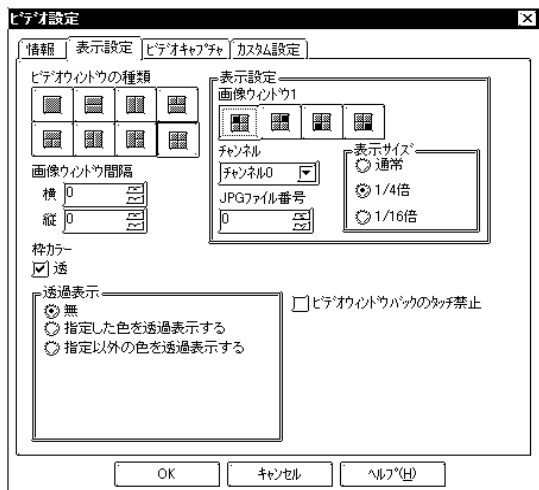 ビデオ設定
情報
表示設定
ビデオキャプチャ
カスタム設定
ビデオウィンドウの種類
画像ウィンドウ間隔
横 0
縦 0
枠カラー
透
表示設定
画像ウィンドウ1
チャンネル
チャンネル0
JPGファイル番号
0
表示サイズ
通常
1/4倍
1/16倍
透過表示
無
指定した色を透過表示する
指定以外の色を透過表示する
ビデオウィンドウバックのタッチ禁止
OK
キャンセル
ヘルプ(H)